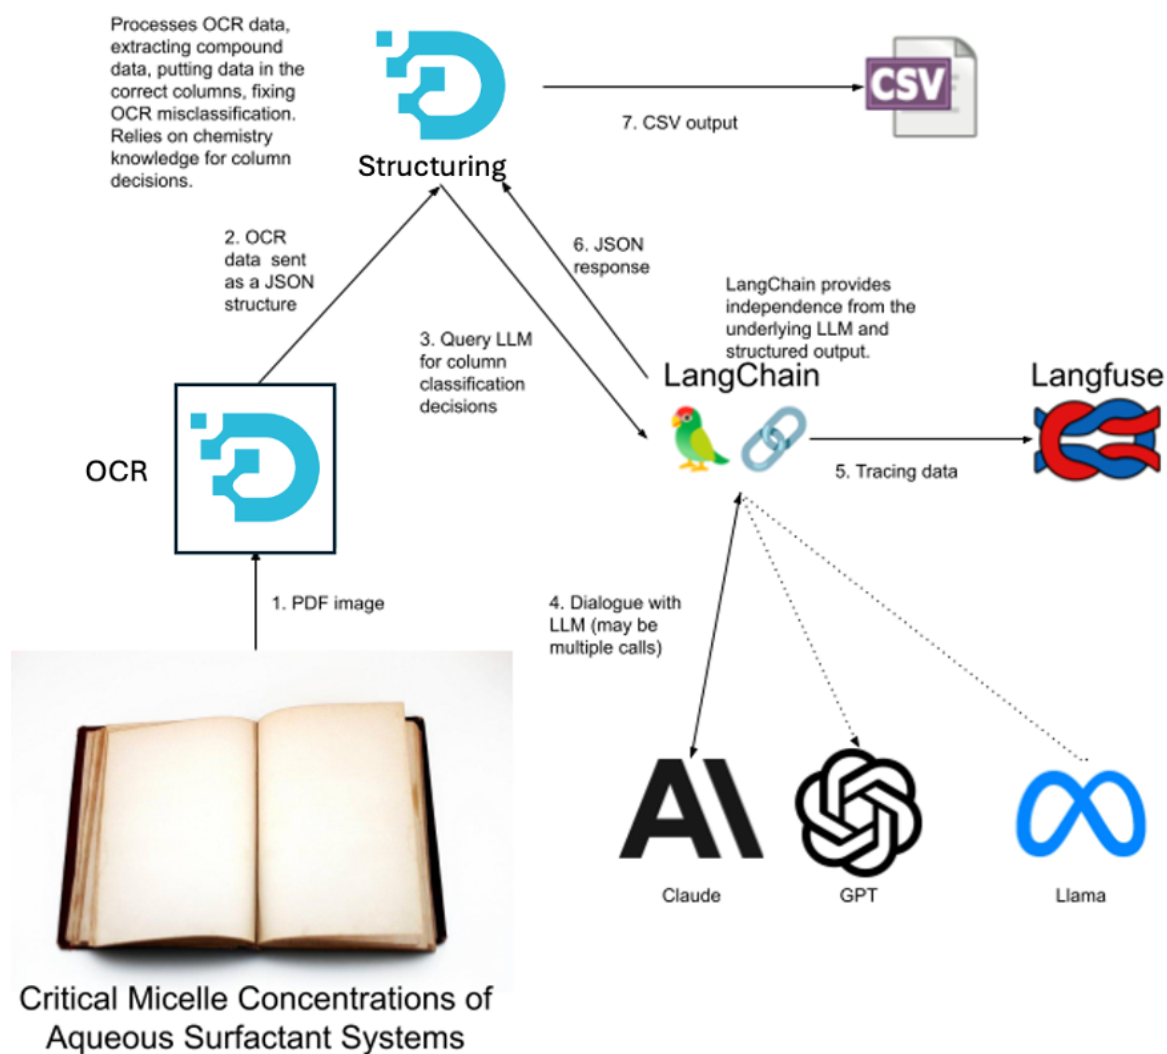 Processes OCR data,
extracting compound
data, putting data in the
correct columns, fixing
OCR misclassification.
Relies on chemistry
knowledge for column
decisions.
Structuring
7. CSV output
CSV
2. OCR
data sent
as a JSON
structure
6. JSON
response
3. Query LLM
for column
classification
decisions
LangChain provides
independence from the
underlying LLM and
structured output.
LangChain
Langfuse
5. Tracing data
OCR
1. PDF image
4. Dialogue with
LLM (may be
multiple calls)
Claude
GPT
Llama
Critical Micelle Concentrations of
Aqueous Surfactant Systems